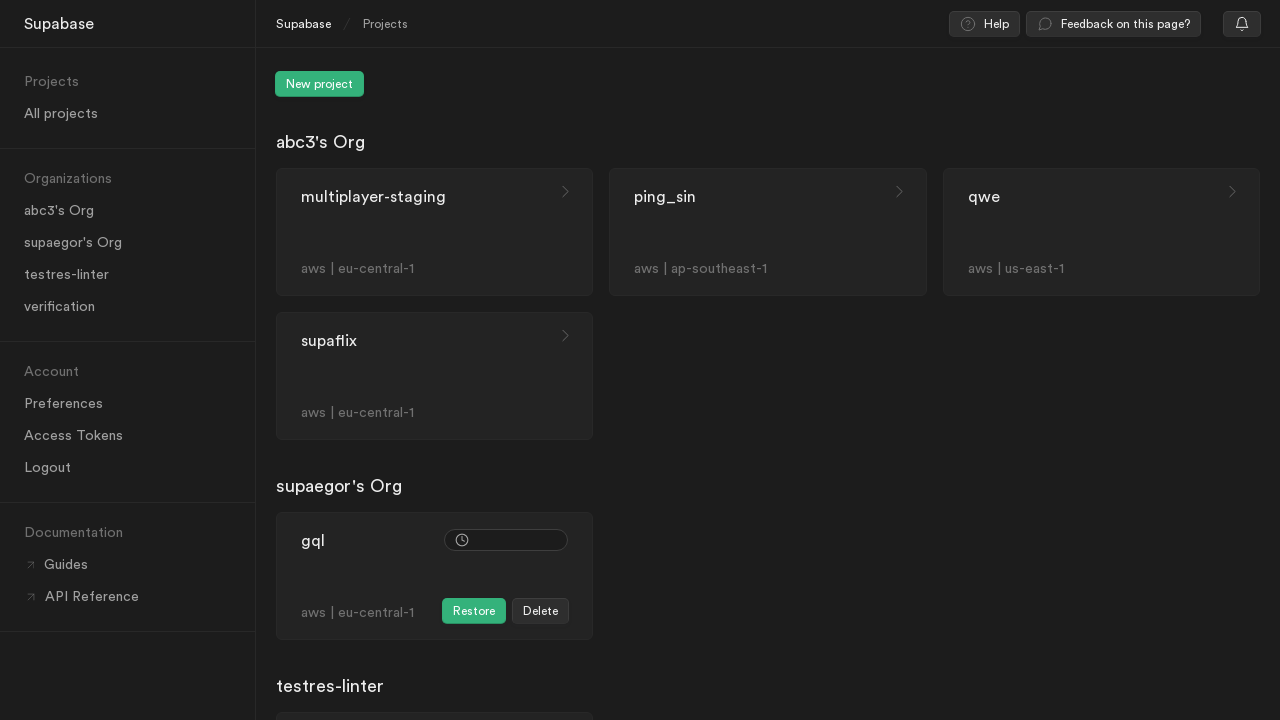 Supabase
Supabase / Projects
Help
Feedback on this page?
Projects
All projects
Organizations
abc3's Org
supaegor's Org
testres-linter
verification
Account
Preferences
Access Tokens
Logout
Documentation
Guides
API Reference
New project
abc3's Org
multiplayer-staging
aws | eu-central-1
ping_sin
aws | ap-southeast-1
qwe
aws | us-east-1
supaflix
aws | eu-central-1
supaegor's Org
gql
aws | eu-central-1
Restore
Delete
testres-linter